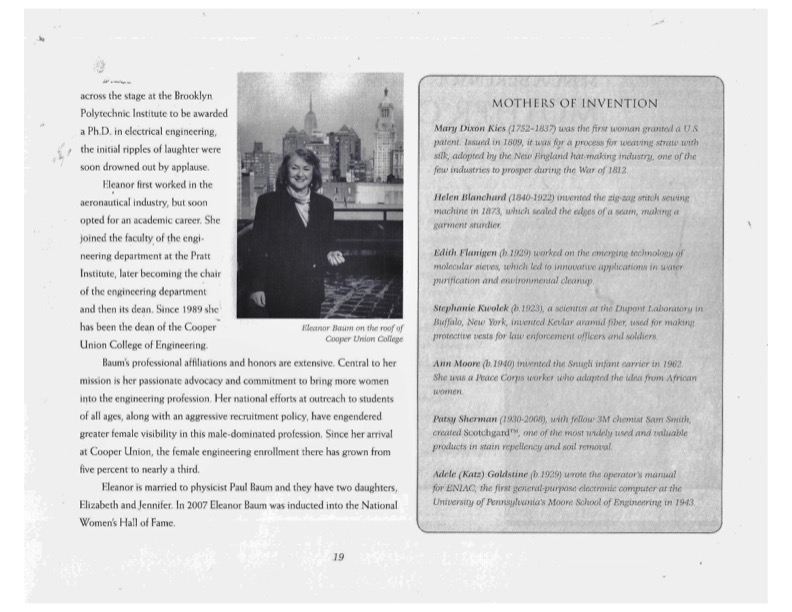 across the stage at the Brooklyn
Polytechnic Institute to be awarded
a Ph.D. in electrical engineering,
the initial ripples of laughter were
soon drowned out by applause.
Eleanor first worked in the
aeronautical industry, but soon
opted for an academic career. She
joined the faculty of the engi-
neering department at the Pratt
Institute, later becoming the chair
of the engineering department
and then its dean. Since 1989 she
has been the dean of the Cooper
Union College of Engineering.
Eleanor Baum on the roof of
Cooper Union College
Baum's professional affiliations and honors are extensive. Central to her
mission is her passionate advocacy and commitment to bring more women
into the engineering profession. Her national efforts at outreach to students
of all ages, along with an aggressive recruitment policy, have engendered
greater female visibility in this male-dominated profession. Since her arrival
at Cooper Union, the female engineering enrollment there has grown from
five percent to nearly a third.
Eleanor is married to physicist Paul Baum and they have two daughters,
Elizabeth and Jennifer. In 2007 Eleanor Baum was inducted into the National
Women's Hall of Fame.
MOTHERS OF INVENTION
Mary Dixon Kies (1752-1837) was the first woman granted a U.S.
patent. Issued in 1809, it was for a process for weaving straw with
silk, adopted by the New England hat-making industry, one of the
few industries to prosper during the War of 1812.
Helen Blanchard (1840-1922) invented the zig-zag stitch sewing
machine in 1873, which sealed the edges of a seam, making a
garment sturdier.
Edith Flanigen (b.1929) worked on the emerging technology of
molecular sieves, which led to innovative applications in water
purification and environmental cleanup.
Stephanie Kwolek (b.1923), a scientist at the Dupont Laboratory in
Buffalo, New York, invented Kevlar aramid fiber, used for making
protective vests for law enforcement officers and soldiers.
Ann Moore (b.1940) invented the Snugli infant carrier in 1962.
She was a Peace Corps worker who adapted the idea from African
women.
Patsy Sherman (1930-2008), with fellow 3M chemist Sam Smith,
created Scotchgard™, one of the most widely used and valuable
products in stain repellency and soil removal.
Adele (Katz) Goldstine (b.1929) wrote the operator's manual
for ENIAC, the first general-purpose electronic computer at the
University of Pennsylvania's Moore School of Engineering in 1943.
19